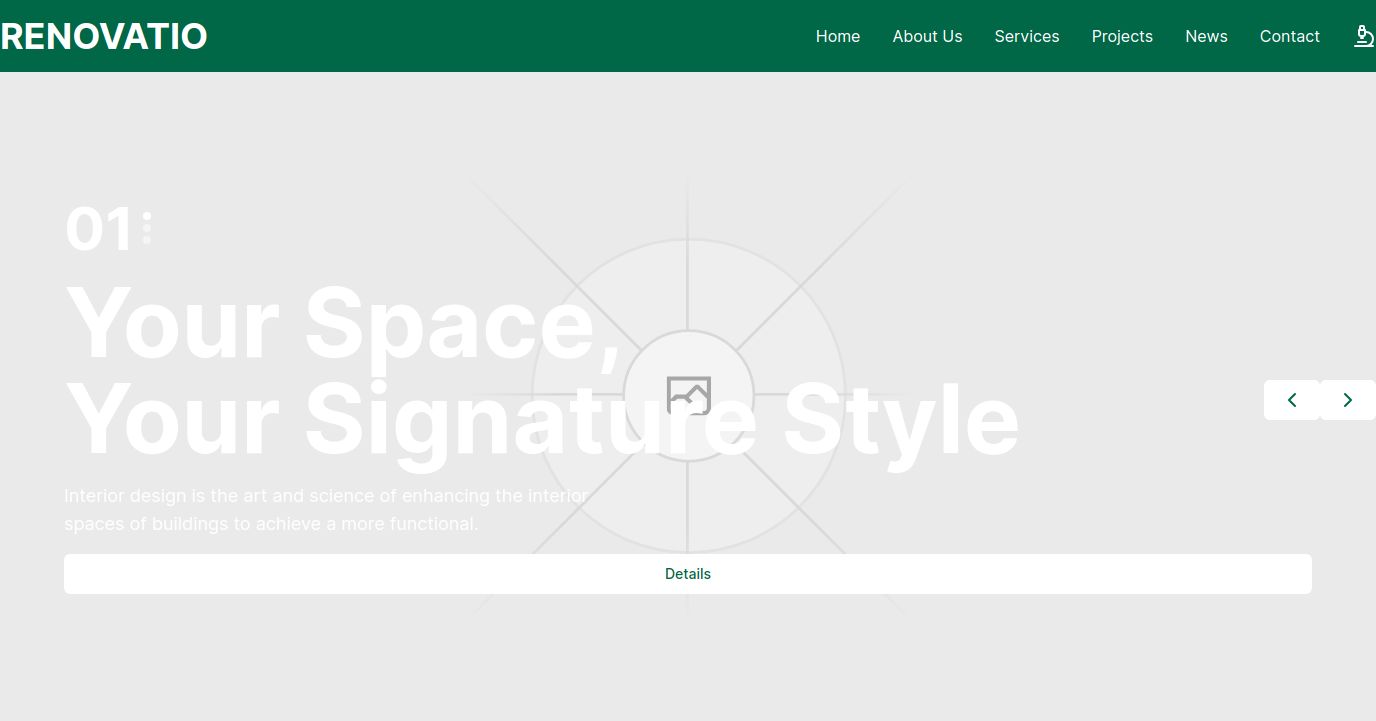 RENOVATIO
Home About Us Services Projects News Contact
01
Your Space,
Your Signature Style
Interior design is the art and science of enhancing the interior
spaces of buildings to achieve a more functional.
Details